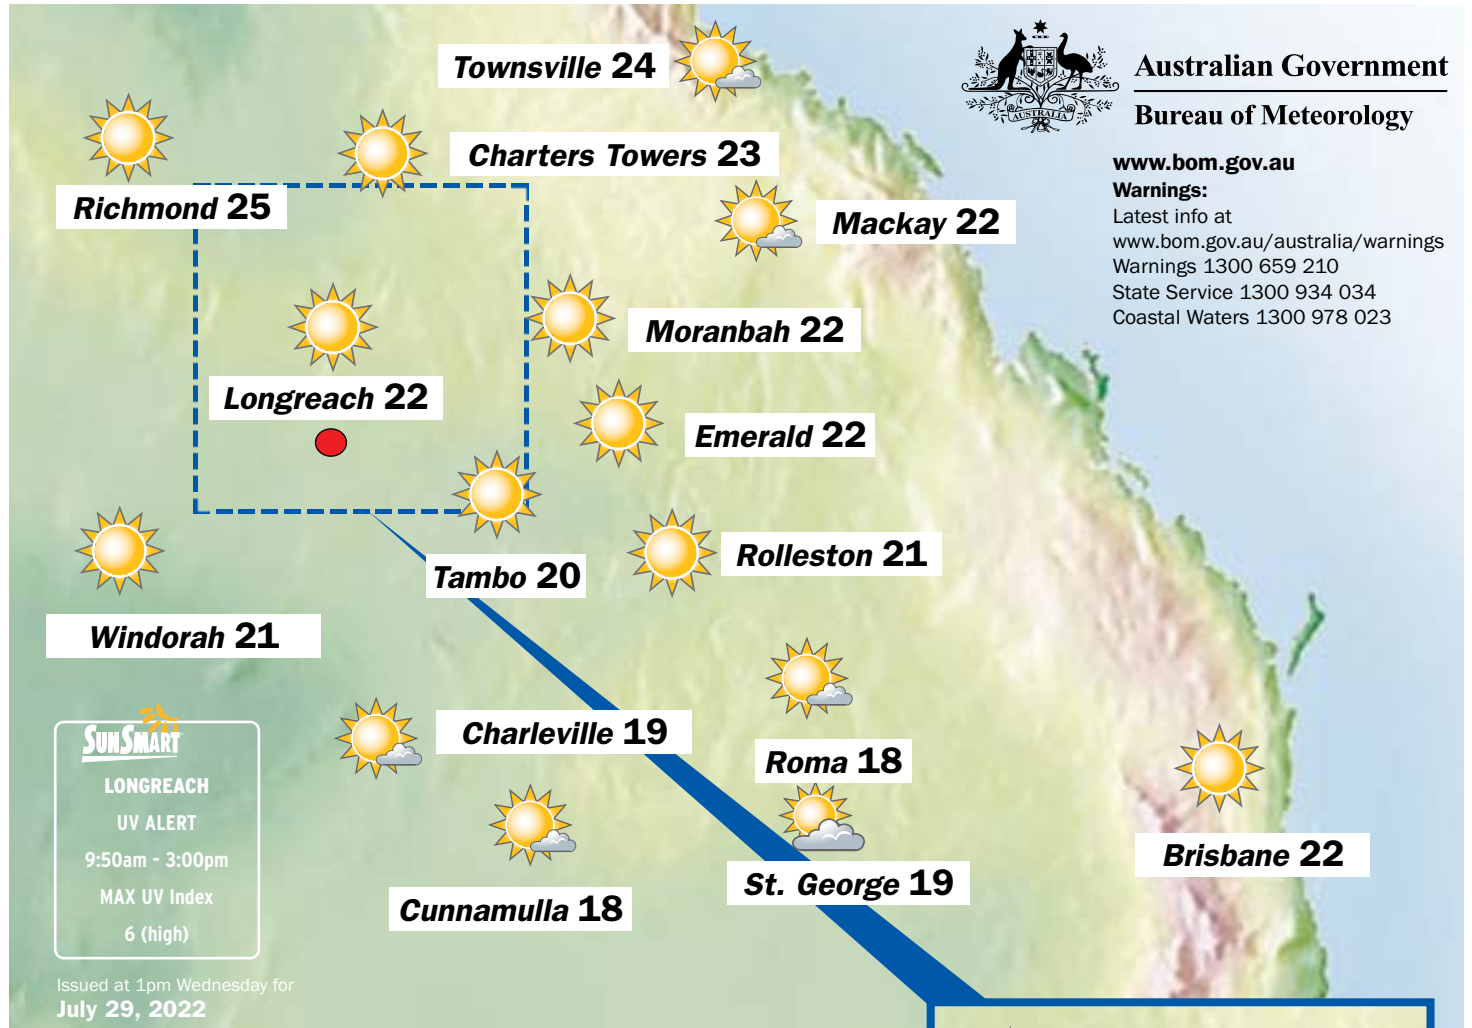 Townsville 24
Australian Government
Bureau of Meteorology
AUSTRALIA
www.bom.gov.au
Warnings:
Latest info at
www.bom.gov.au/australia/warnings
Warnings 1300 659 210
State Service 1300 934 034
Coastal Waters 1300 978 023
Charters Towers 23
Richmond 25
Mackay 22
Moranbah 22
Longreach 22
Emerald 22
Rolleston 21
Tambo 20
Windorah 21
Charleville 19
Roma 18
Brisbane 22
St. George 19
Cunnamulla 18
SUNSMART
LONGREACH
UV ALERT
9:50am - 3:00pm
MAX UV Index
6 (high)
Issued at 1pm Wednesday for
July 29, 2022